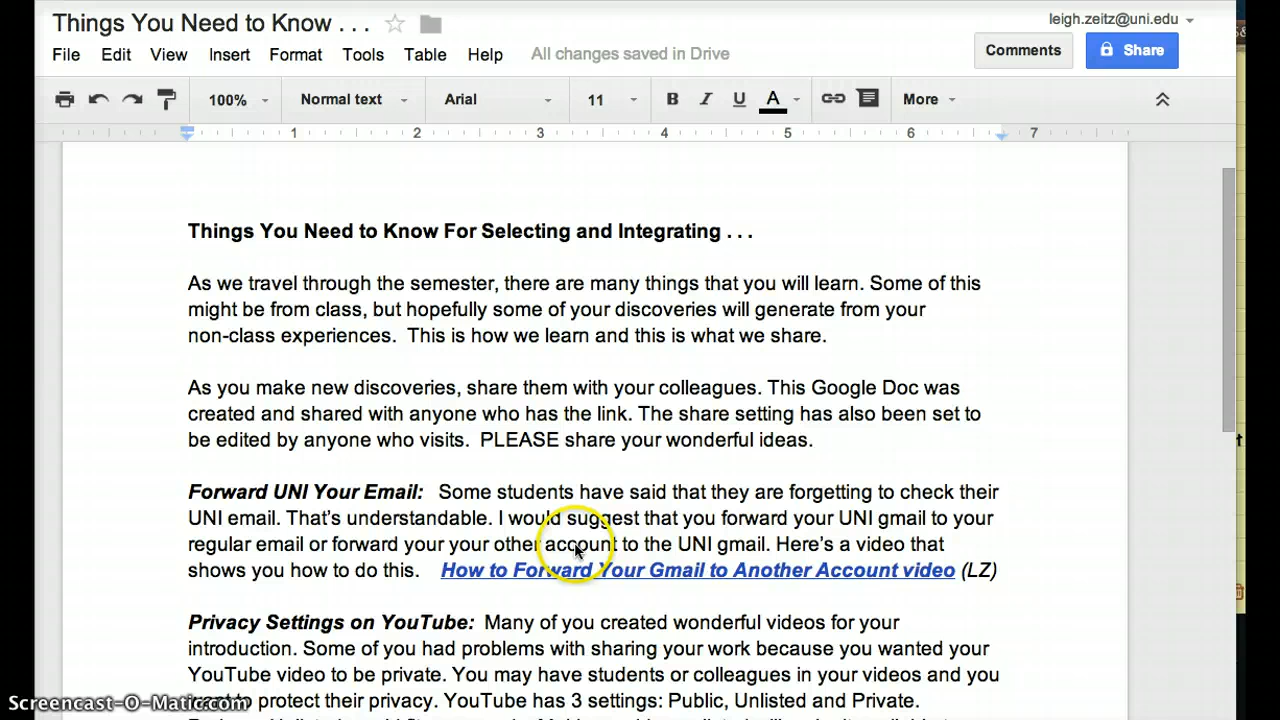 Things You Need to Know . . .
leigh.zeitz@uni.edu
File Edit View Insert Format Tools Table Help All changes saved in Drive
Comments Share
100% Normal text Arial 11 B I U A More
1 2 3 4 5 6 7
Things You Need to Know For Selecting and Integrating . . .
As we travel through the semester, there are many things that you will learn. Some of this
might be from class, but hopefully some of your discoveries will generate from your
non-class experiences. This is how we learn and this is what we share.
As you make new discoveries, share them with your colleagues. This Google Doc was
created and shared with anyone who has the link. The share setting has also been set to
be edited by anyone who visits. PLEASE share your wonderful ideas.
Forward UNI Your Email: Some students have said that they are forgetting to check their
UNI email. That's understandable. I would suggest that you forward your UNI gmail to your
regular email or forward your your other account to the UNI gmail. Here's a video that
shows you how to do this. How to Forward Your Gmail to Another Account video (LZ)
Privacy Settings on YouTube: Many of you created wonderful videos for your
introduction. Some of you had problems with sharing your work because you wanted your
YouTube video to be private. You may have students or colleagues in your videos and you
want to protect their privacy. YouTube has 3 settings: Public, Unlisted and Private.
Screencast-O-Matic.com